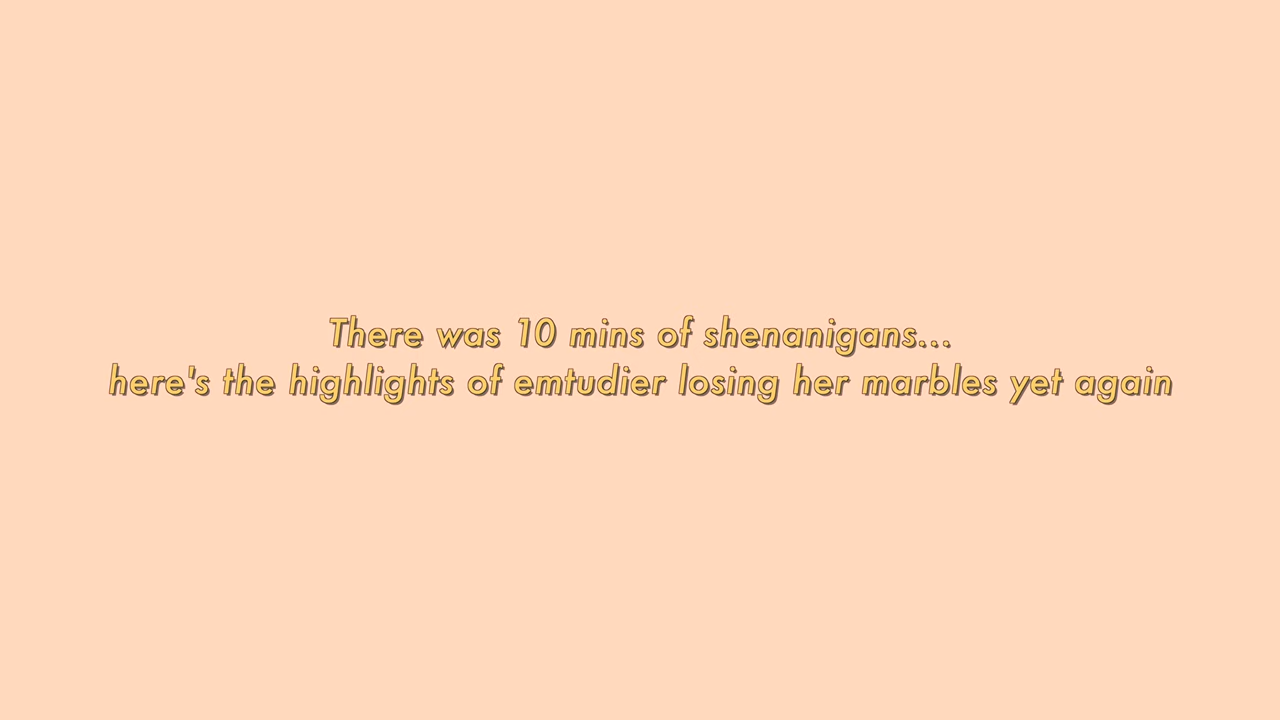 There was 10 mins of shenanigans...
here's the highlights of emtudier losing her marbles yet again